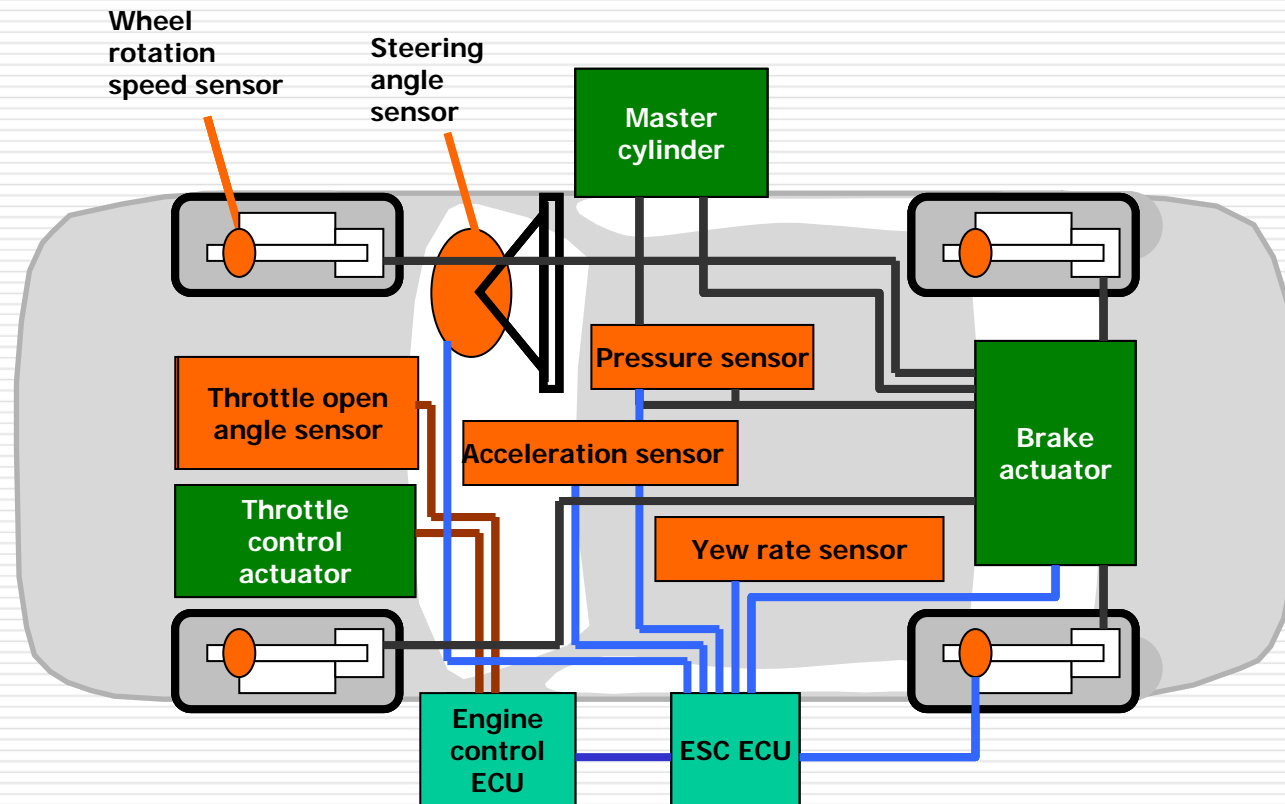 Wheel
rotation
speed sensor
Steering
angle
sensor
Master
cylinder
Pressure sensor
Throttle open
angle sensor
Acceleration sensor
Brake
actuator
Throttle
control
actuator
Yew rate sensor
Engine
control
ECU
ESC ECU